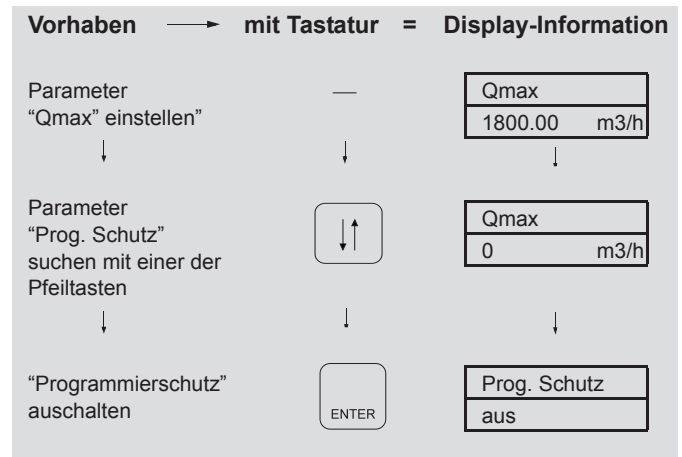 Vorhaben → mit Tastatur = Display-Information
Parameter
“Qmax” einstellen”
—
Qmax
1800.00 m3/h
Parameter
“Prog. Schutz”
suchen mit einer der
Pfeiltasten
Qmax
0 m3/h
“Programmierschutz”
auschalten
ENTER
Prog. Schutz
aus